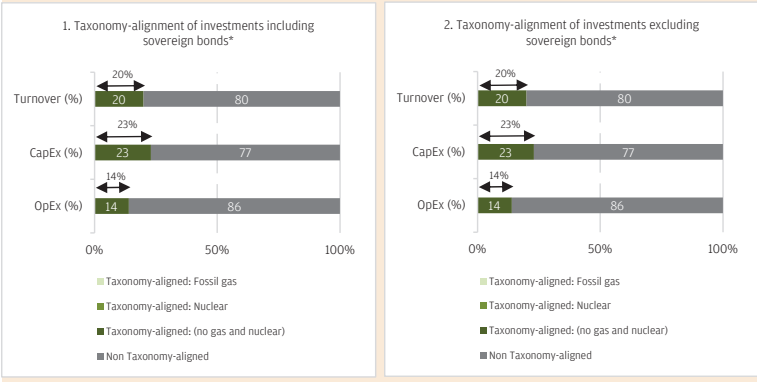 1. Taxonomy-alignment of investments including
sovereign bonds*
20%
Turnover (%)
20
80
23%
CapEx (%)
23
77
14%
OpEx (%)
14
86
0%
50%
100%
Taxonomy-aligned: Fossil gas
Taxonomy-aligned: Nuclear
Taxonomy-aligned: (no gas and nuclear)
Non Taxonomy-aligned
2. Taxonomy-alignment of investments excluding
sovereign bonds*
20%
Turnover (%)
20
80
23%
CapEx (%)
23
77
14%
OpEx (%)
14
86
0%
50%
100%
Taxonomy-aligned: Fossil gas
Taxonomy-aligned: Nuclear
Taxonomy-aligned: (no gas and nuclear)
Non Taxonomy-aligned